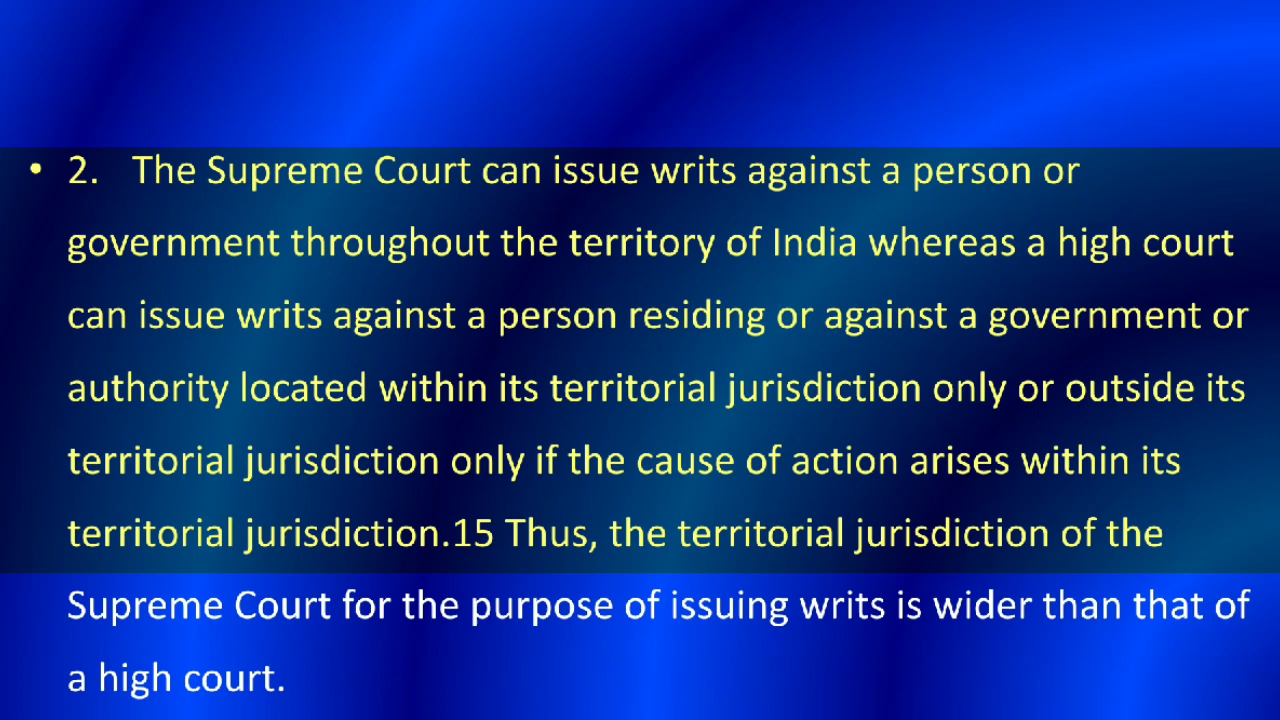 • 2. The Supreme Court can issue writs against a person or
government throughout the territory of India whereas a high court
can issue writs against a person residing or against a government or
authority located within its territorial jurisdiction only or outside its
territorial jurisdiction only if the cause of action arises within its
territorial jurisdiction.15 Thus, the territorial jurisdiction of the
Supreme Court for the purpose of issuing writs is wider than that of
a high court.